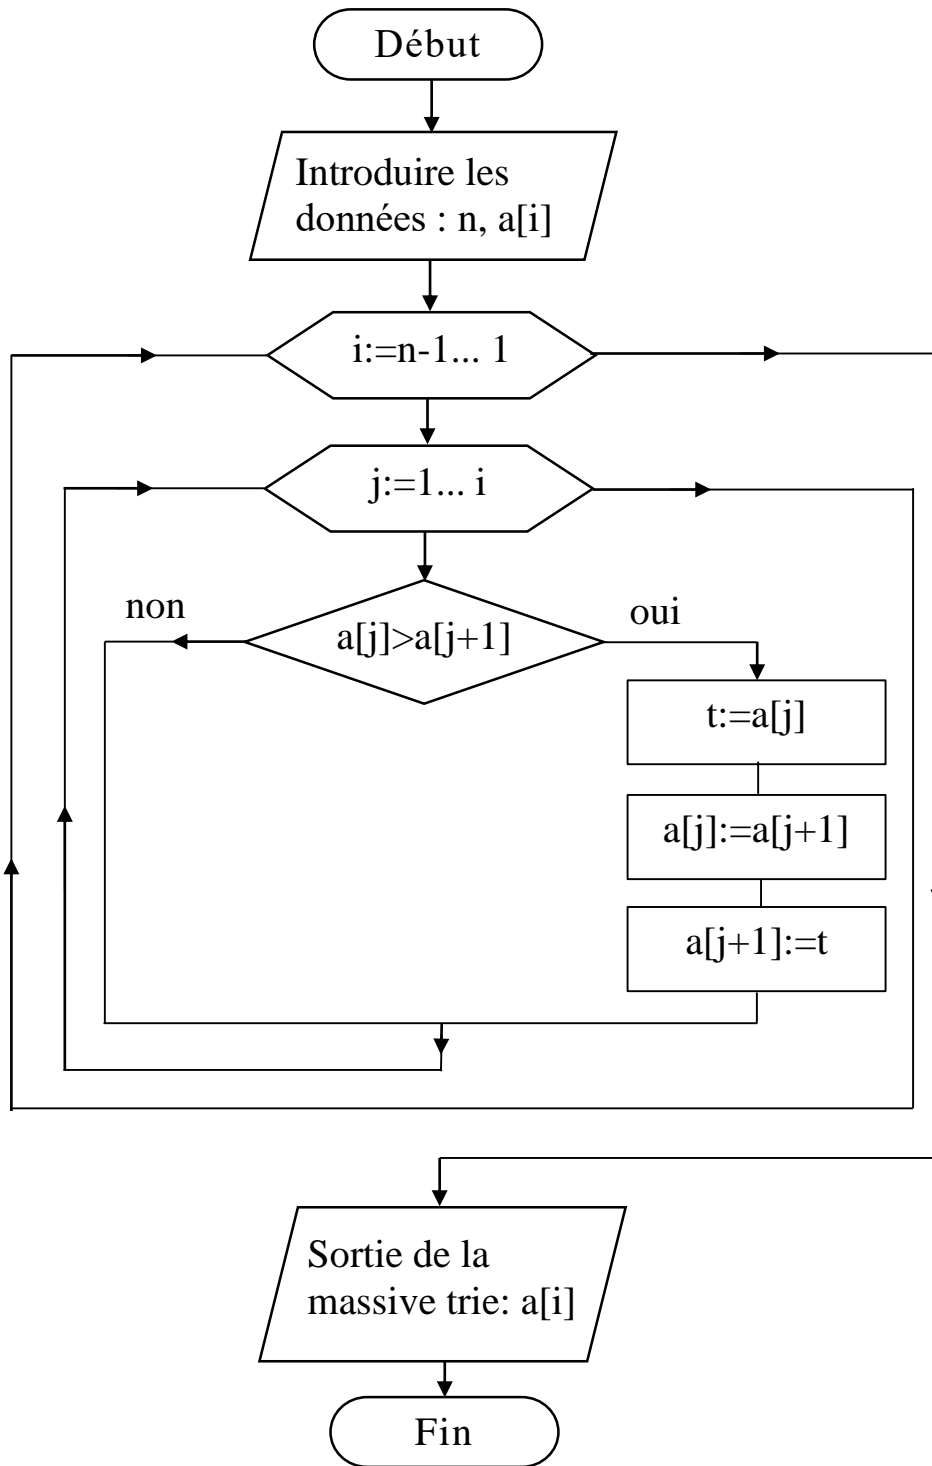 Début
Introduire les
données : n, a[i]
i:=n-1... 1
j:=1... i
non
a[j]>a[j+1]
oui
t:=a[j]
a[j]:=a[j+1]
a[j+1]:=t
Sortie de la
massive trie: a[i]
Fin